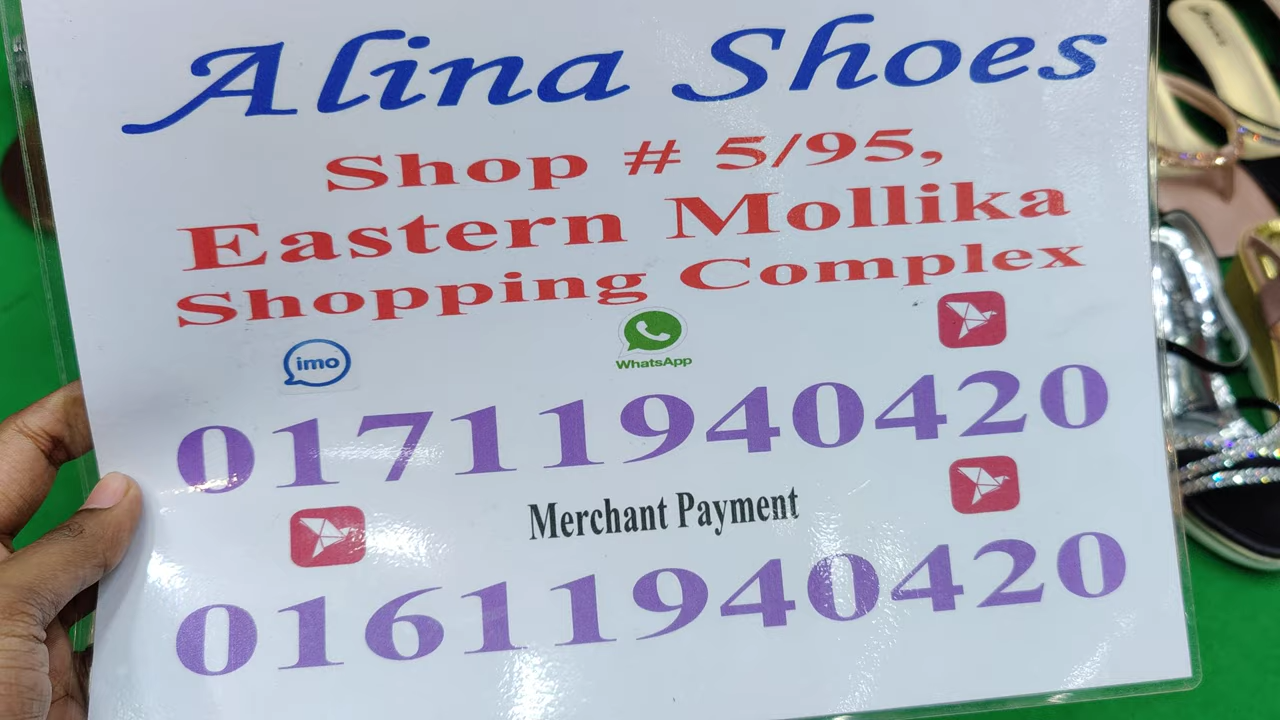 Alina Shoes
Shop # 5/95,
Eastern Mollika
Shopping Complex
imo
WhatsApp
01711940420
Merchant Payment
01611940420